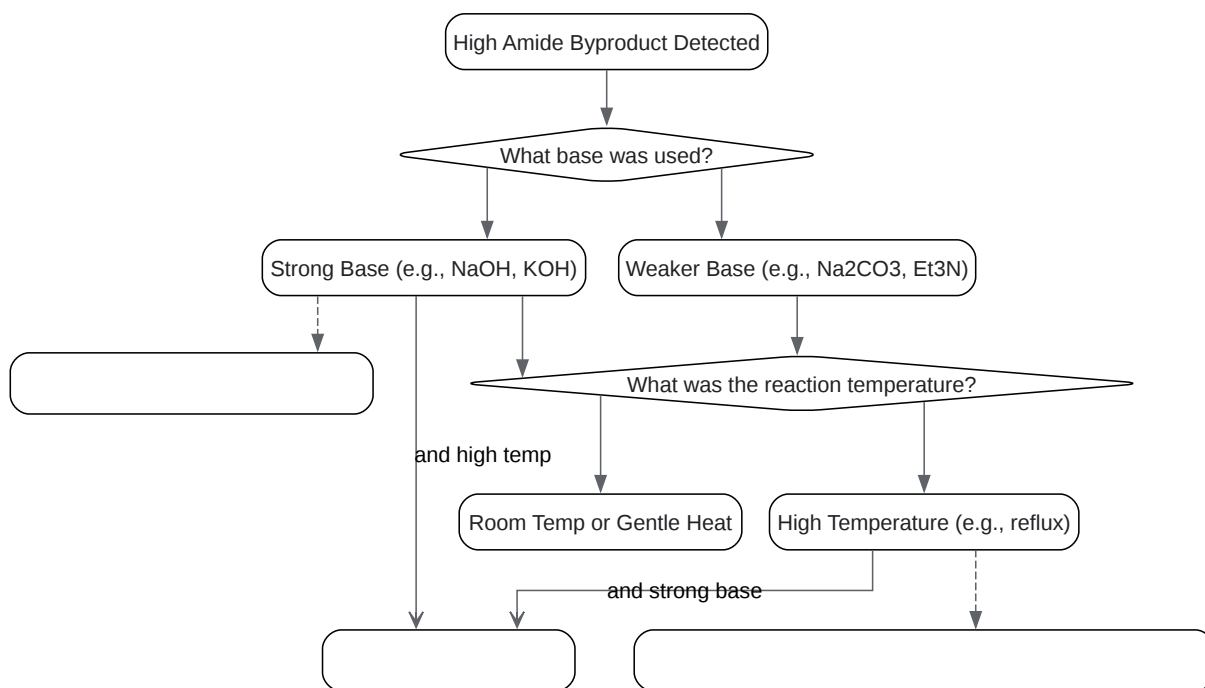 High Amide Byproduct Detected
What base was used?
Strong Base (e.g., NaOH, KOH)
Weaker Base (e.g., Na2CO3, Et3N)
What was the reaction temperature?
and high temp
Room Temp or Gentle Heat
High Temperature (e.g., reflux)
and strong base